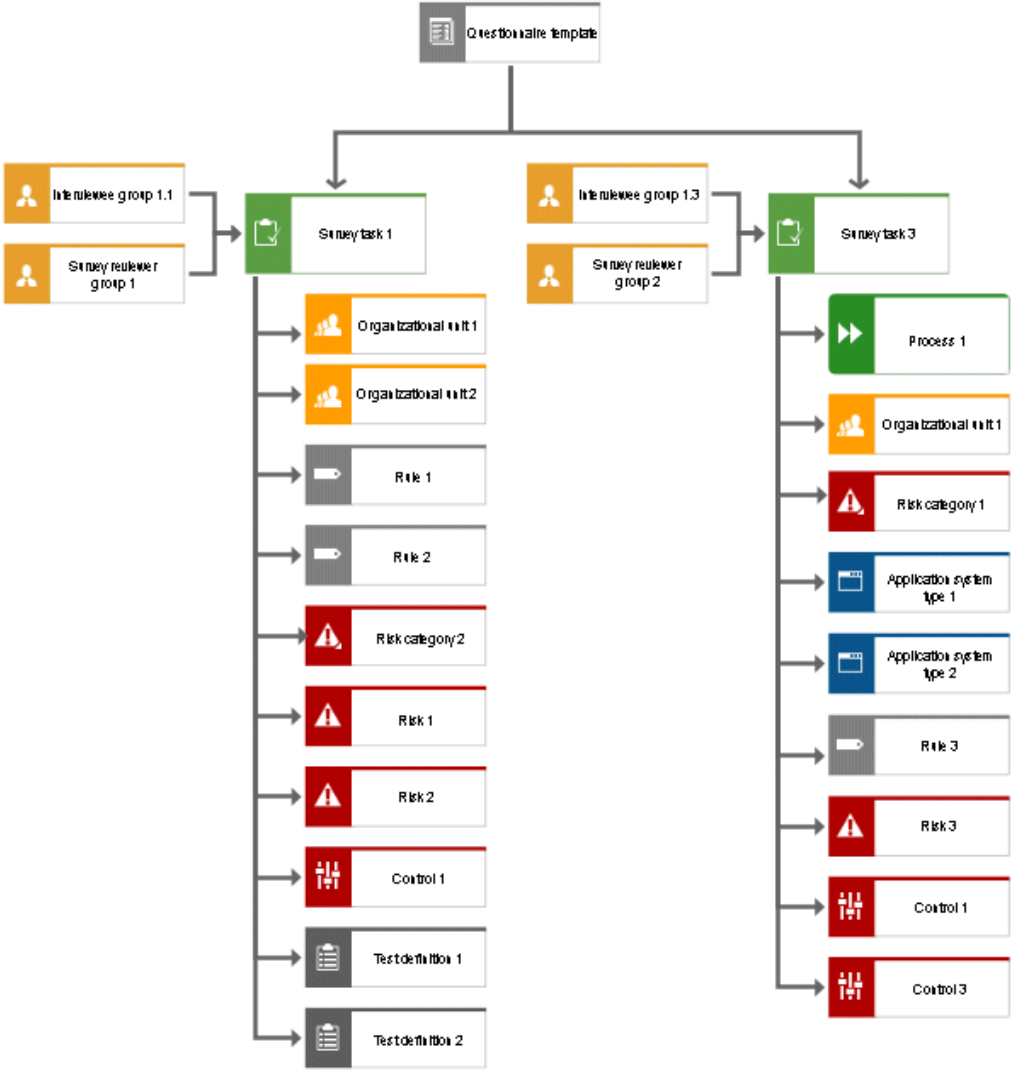 Questionnaire template
Interviewee group 1.1
Survey reviewer
group 1
Survey task 1
Organizational unit 1
Organizational unit 2
Rule 1
Rule 2
Risk category 2
Risk 1
Risk 2
Control 1
Test definition 1
Test definition 2
Interviewee group 1.3
Survey reviewer
group 2
Survey task 3
Process 1
Organizational unit 1
Risk category 1
Application system
type 1
Application system
type 2
Rule 3
Risk 3
Control 1
Control 3